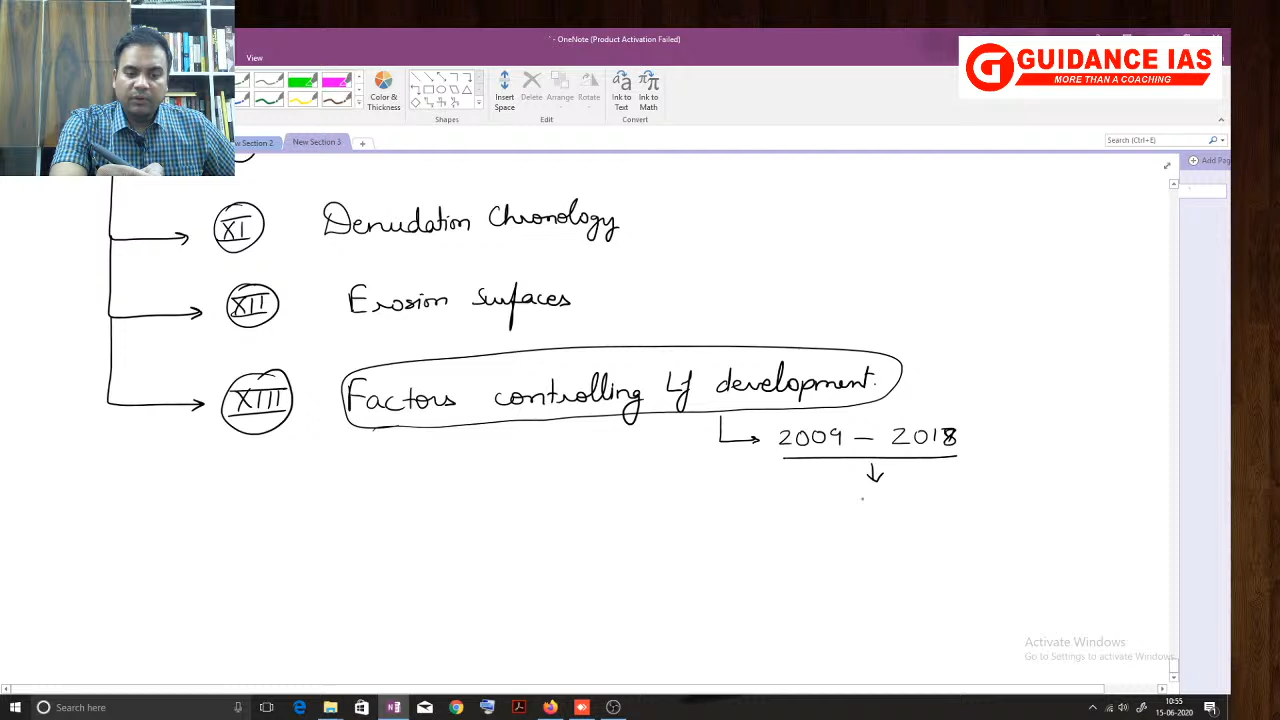 - OneNote (Product Activation Failed)
View
GUIDANCE IAS
MORE THAN A COACHING
Color & Thickness
Insert Space
Delete
Arrange
Rotate
Ink to Text
Ink to Math
Shapes
Edit
Convert
Section 2
New Section 3
Search (Ctrl+E)
Add Pag
XI Denudation Chronology
XII Erosion surfaces
XIII Factors controlling Lf development.
2009 – 2018
Activate Windows
Go to Settings to activate Windows.
Search here
10:55
15-06-2020